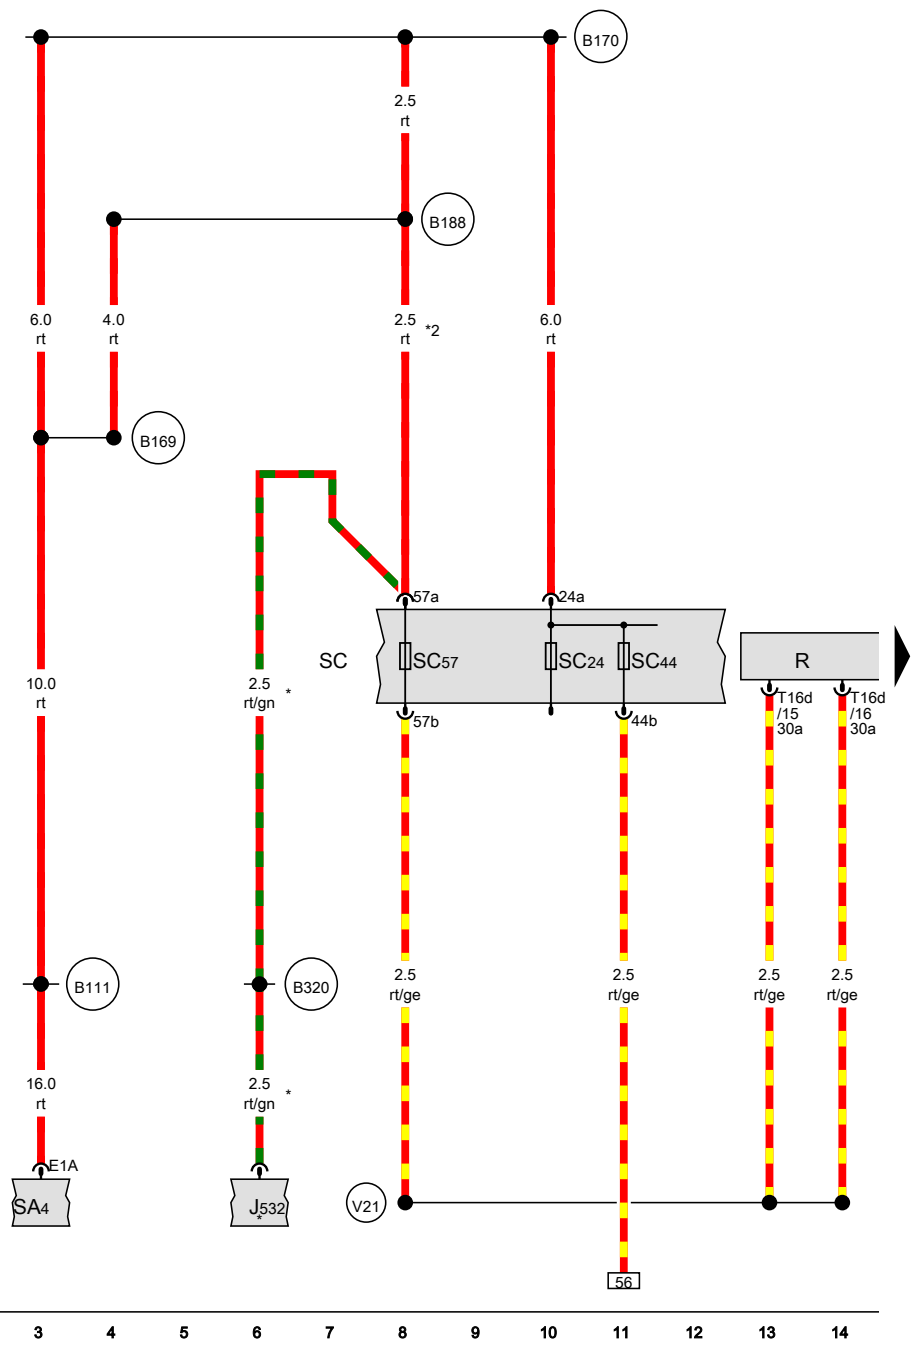 B170
2.5
rt
B188
6.0
rt
4.0
rt
2.5
rt
*2
6.0
rt
B169
57a
24a
SC
SC57
SC24
SC44
R
10.0
rt
2.5
rt/gn
*
57b
44b
T16d
/15
30a
T16d
/16
30a
2.5
rt/ge
2.5
rt/ge
2.5
rt/ge
2.5
rt/ge
B111
B320
16.0
rt
2.5
rt/gn
*
E1A
SA4
J532
*
V21
56
3 4 5 6 7 8 9 10 11 12 13 14